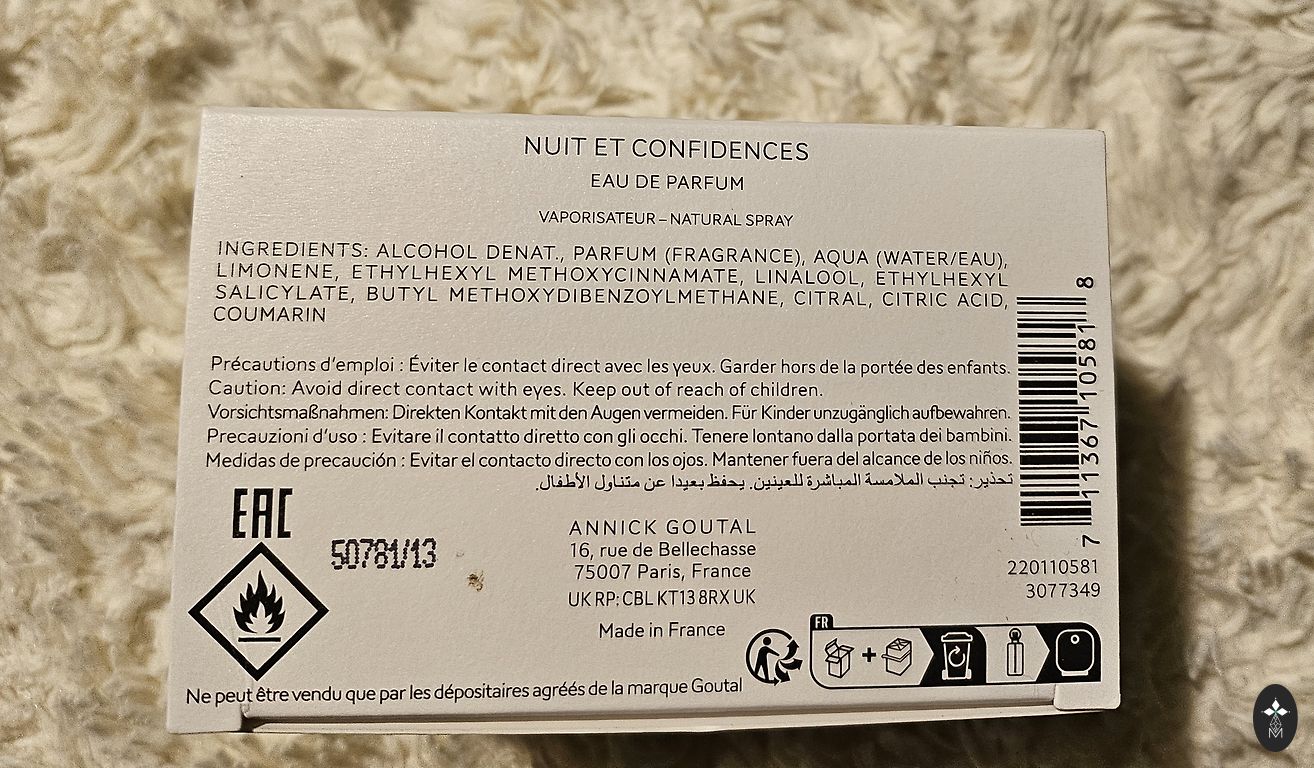 NUIT ET CONFIDENCES
EAU DE PARFUM
VAPORISATEUR – NATURAL SPRAY
INGREDIENTS: ALCOHOL DENAT., PARFUM (FRAGRANCE), AQUA (WATER/EAU),
LIMONENE, ETHYLHEXYL METHOXYCINNAMATE, LINALOOL, ETHYLHEXYL
SALICYLATE, BUTYL METHOXYDIBENZOYLMETHANE, CITRAL, CITRIC ACID,
COUMARIN
Précautions d'emploi : Éviter le contact direct avec les yeux. Garder hors de la portée des enfants.
Caution: Avoid direct contact with eyes. Keep out of reach of children.
Vorsichtsmaßnahmen: Direkten Kontakt mit den Augen vermeiden. Für Kinder unzugänglich aufbewahren.
Precauzioni d'uso : Evitare il contatto diretto con gli occhi. Tenere lontano dalla portata dei bambini.
Medidas de precaución : Evitar el contacto directo con los ojos. Mantener fuera del alcance de los niños.
تحذير: تجنب الملامسة المباشرة للعينين. يحفظ بعيدا عن متناول الأطفال.
7 11367 10581 8
EAC
50781/13
ANNICK GOUTAL
16, rue de Bellechasse
75007 Paris, France
UK RP: CBL KT13 8RX UK
Made in France
220110581
3077349
FR
Ne peut être vendu que par les dépositaires agréés de la marque Goutal
M